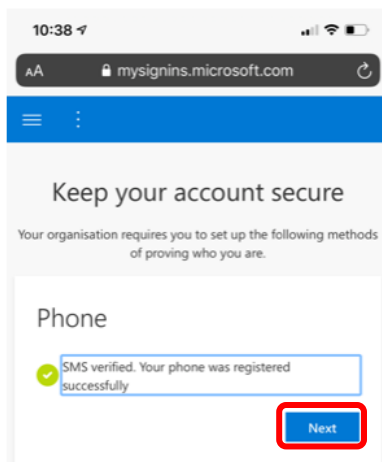 10:38
AA mysignins.microsoft.com
Keep your account secure
Your organisation requires you to set up the following methods
of proving who you are.
Phone
SMS verified. Your phone was registered
successfully
Next